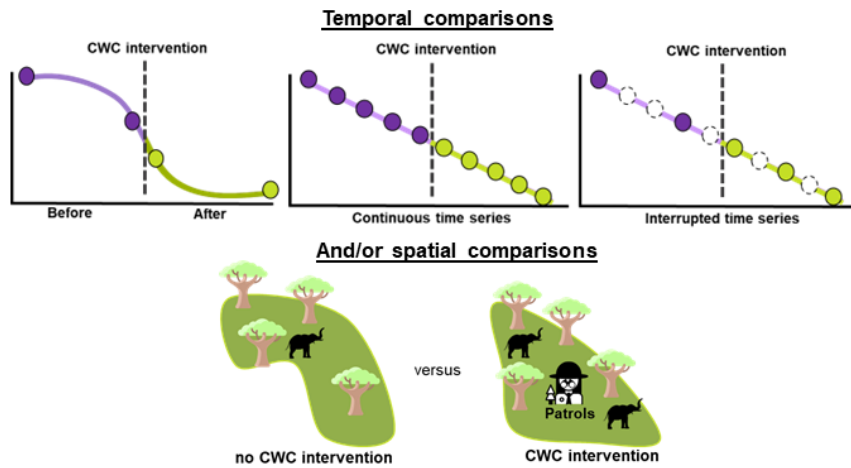 Temporal comparisons
CWC intervention
CWC intervention
CWC intervention
Before
After
Continuous time series
Interrupted time series
And/or spatial comparisons
versus
Patrols
no CWC intervention
CWC intervention